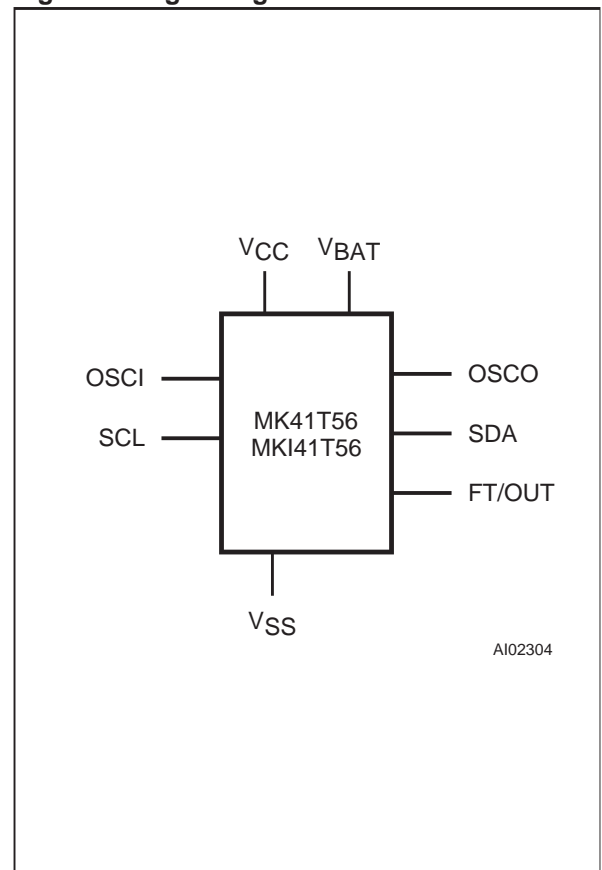 VCC VBAT
OSCI
OSCO
MK41T56
MKI41T56
SCL
SDA
FT/OUT
VSS
AI02304